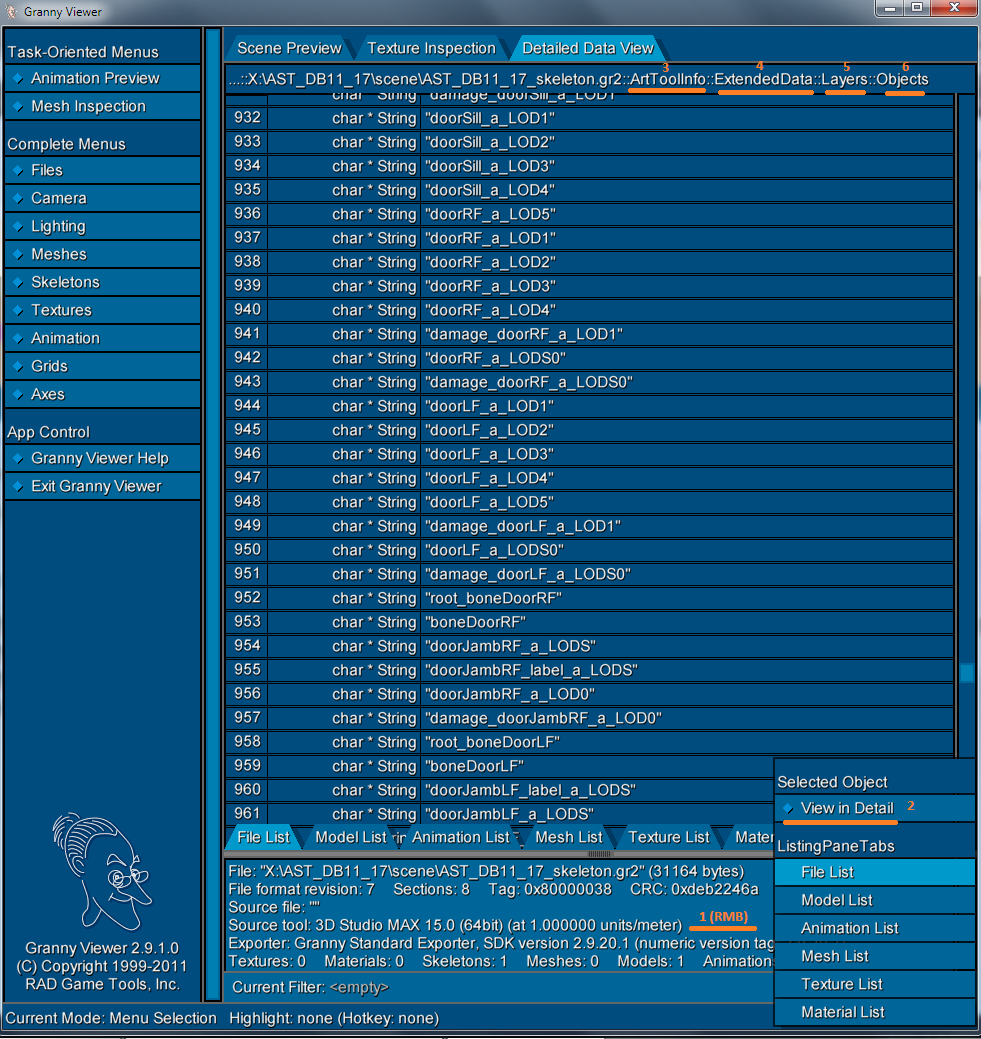 Granny Viewer
Task-Oriented Menus
Animation Preview
Mesh Inspection
Complete Menus
Files
Camera
Lighting
Meshes
Skeletons
Textures
Animation
Grids
Axes
App Control
Granny Viewer Help
Exit Granny Viewer
Granny Viewer 2.9.1.0
(C) Copyright 1999-2011
RAD Game Tools, Inc.
Scene Preview Texture Inspection Detailed Data View
3 4 5 6
...::X:\AST_DB11_17\scene\AST_DB11_17_skeleton.gr2::ArtToolInfo::ExtendedData::Layers::Objects
char * String "damage_doorSill_a_LOD1"
932 char * String "doorSill_a_LOD1"
933 char * String "doorSill_a_LOD2"
934 char * String "doorSill_a_LOD3"
935 char * String "doorSill_a_LOD4"
936 char * String "doorRF_a_LOD5"
937 char * String "doorRF_a_LOD1"
938 char * String "doorRF_a_LOD2"
939 char * String "doorRF_a_LOD3"
940 char * String "doorRF_a_LOD4"
941 char * String "damage_doorRF_a_LOD1"
942 char * String "doorRF_a_LODS0"
943 char * String "damage_doorRF_a_LODS0"
944 char * String "doorLF_a_LOD1"
945 char * String "doorLF_a_LOD2"
946 char * String "doorLF_a_LOD3"
947 char * String "doorLF_a_LOD4"
948 char * String "doorLF_a_LOD5"
949 char * String "damage_doorLF_a_LOD1"
950 char * String "doorLF_a_LODS0"
951 char * String "damage_doorLF_a_LODS0"
952 char * String "root_boneDoorRF"
953 char * String "boneDoorRF"
954 char * String "doorJambRF_a_LODS"
955 char * String "doorJambRF_label_a_LODS"
956 char * String "doorJambRF_a_LOD0"
957 char * String "damage_doorJambRF_a_LOD0"
958 char * String "root_boneDoorLF"
959 char * String "boneDoorLF"
960 char * String "doorJambLF_label_a_LODS"
961 char * String "doorJambLF_a_LODS"
File List Model List Animation List Mesh List Texture List Mater
File: "X:\AST_DB11_17\scene\AST_DB11_17_skeleton.gr2" (31164 bytes)
File format revision: 7 Sections: 8 Tag: 0x80000038 CRC: 0xdeb2246a
Source file: ""
Source tool: 3D Studio MAX 15.0 (64bit) (at 1.000000 units/meter) 1 (RMB)
Exporter: Granny Standard Exporter, SDK version 2.9.20.1 (numeric version tag
Textures: 0 Materials: 0 Skeletons: 1 Meshes: 0 Models: 1 Animation
Current Filter: <empty>
Selected Object
View in Detail 2
ListingPaneTabs
File List
Model List
Animation List
Mesh List
Texture List
Material List
Current Mode: Menu Selection Highlight: none (Hotkey: none)